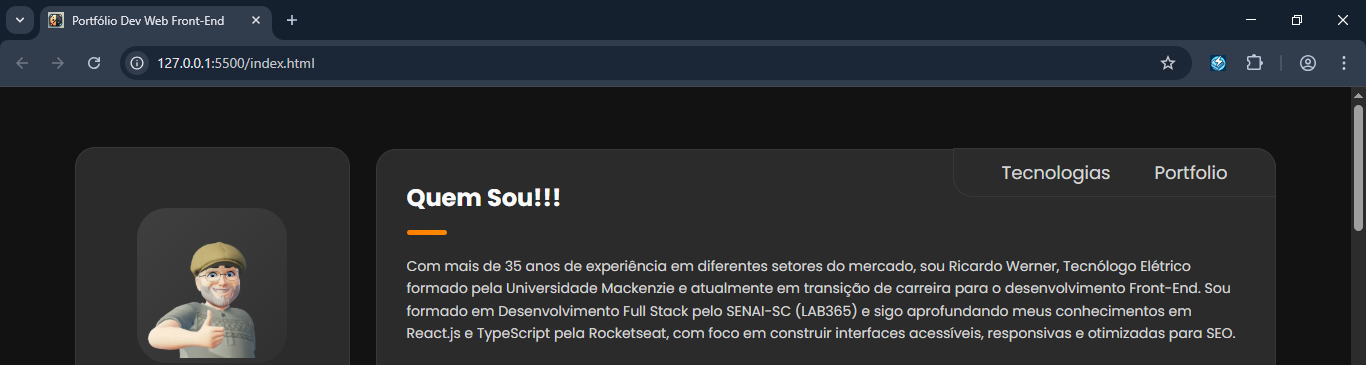 Portfólio Dev Web Front-End
127.0.0.1:5500/index.html
Tecnologias Portfolio
Quem Sou!!!
Com mais de 35 anos de experiência em diferentes setores do mercado, sou Ricardo Werner, Tecnólogo Elétrico
formado pela Universidade Mackenzie e atualmente em transição de carreira para o desenvolvimento Front-End. Sou
formado em Desenvolvimento Full Stack pelo SENAI-SC (LAB365) e sigo aprofundando meus conhecimentos em
React.js e TypeScript pela Rocketseat, com foco em construir interfaces acessíveis, responsivas e otimizadas para SEO.